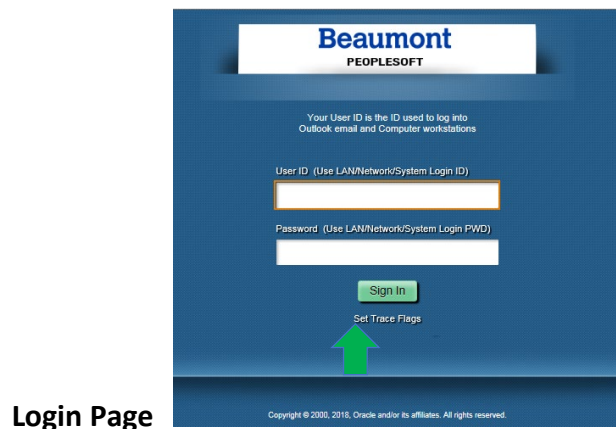 Beaumont
PEOPLESOFT
Your User ID is the ID used to log into
Outlook email and Computer workstations
User ID (Use LAN/Network/System Login ID)
Password (Use LAN/Network/System Login PWD)
Sign In
Set Trace Flags
Login Page
Copyright © 2000, 2018, Oracle and/or its affiliates. All rights reserved.